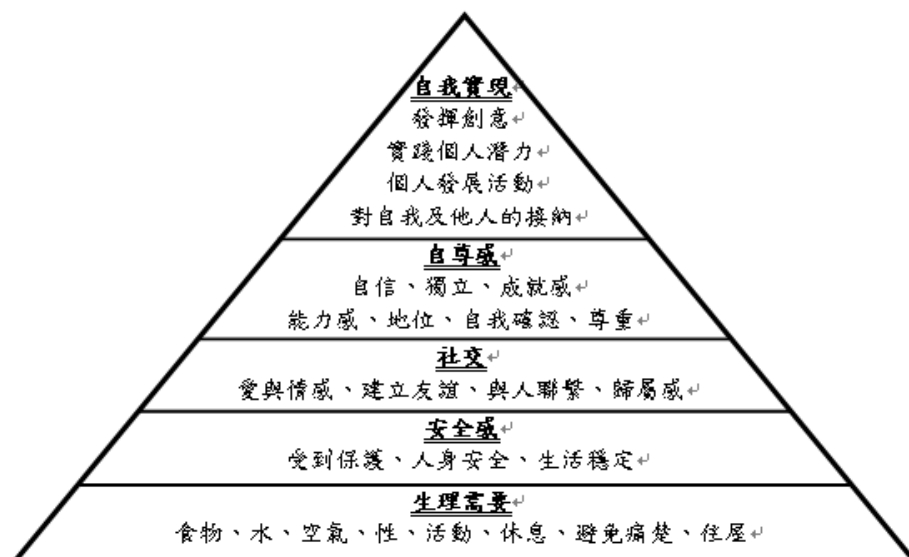 自我實現
發揮創意
實踐個人潛力
個人發展活動
對自我及他人的接納
自尊感
自信、獨立、成就感
能力感、地位、自我確認、尊重
社交
愛與情感、建立友誼、與人聯繫、歸屬感
安全感
受到保護、人身安全、生活穩定
生理需要
食物、水、空氣、性、活動、休息、避免痛楚、住屋